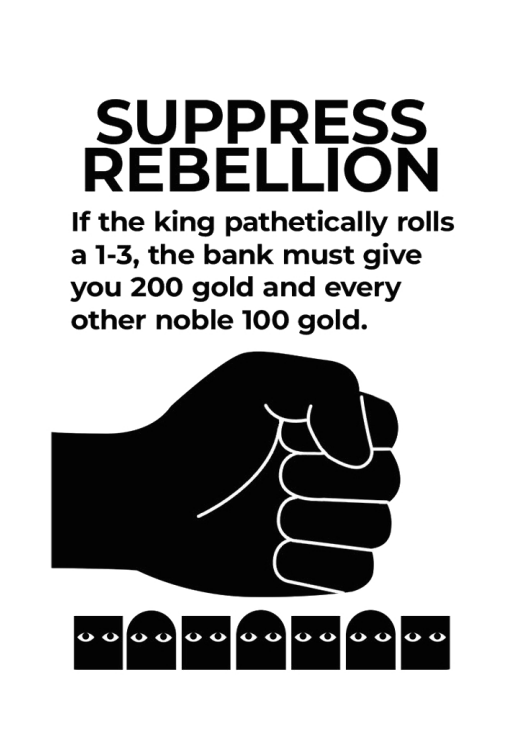 SUPPRESS
REBELLION
If the king pathetically rolls
a 1-3, the bank must give
you 200 gold and every
other noble 100 gold.